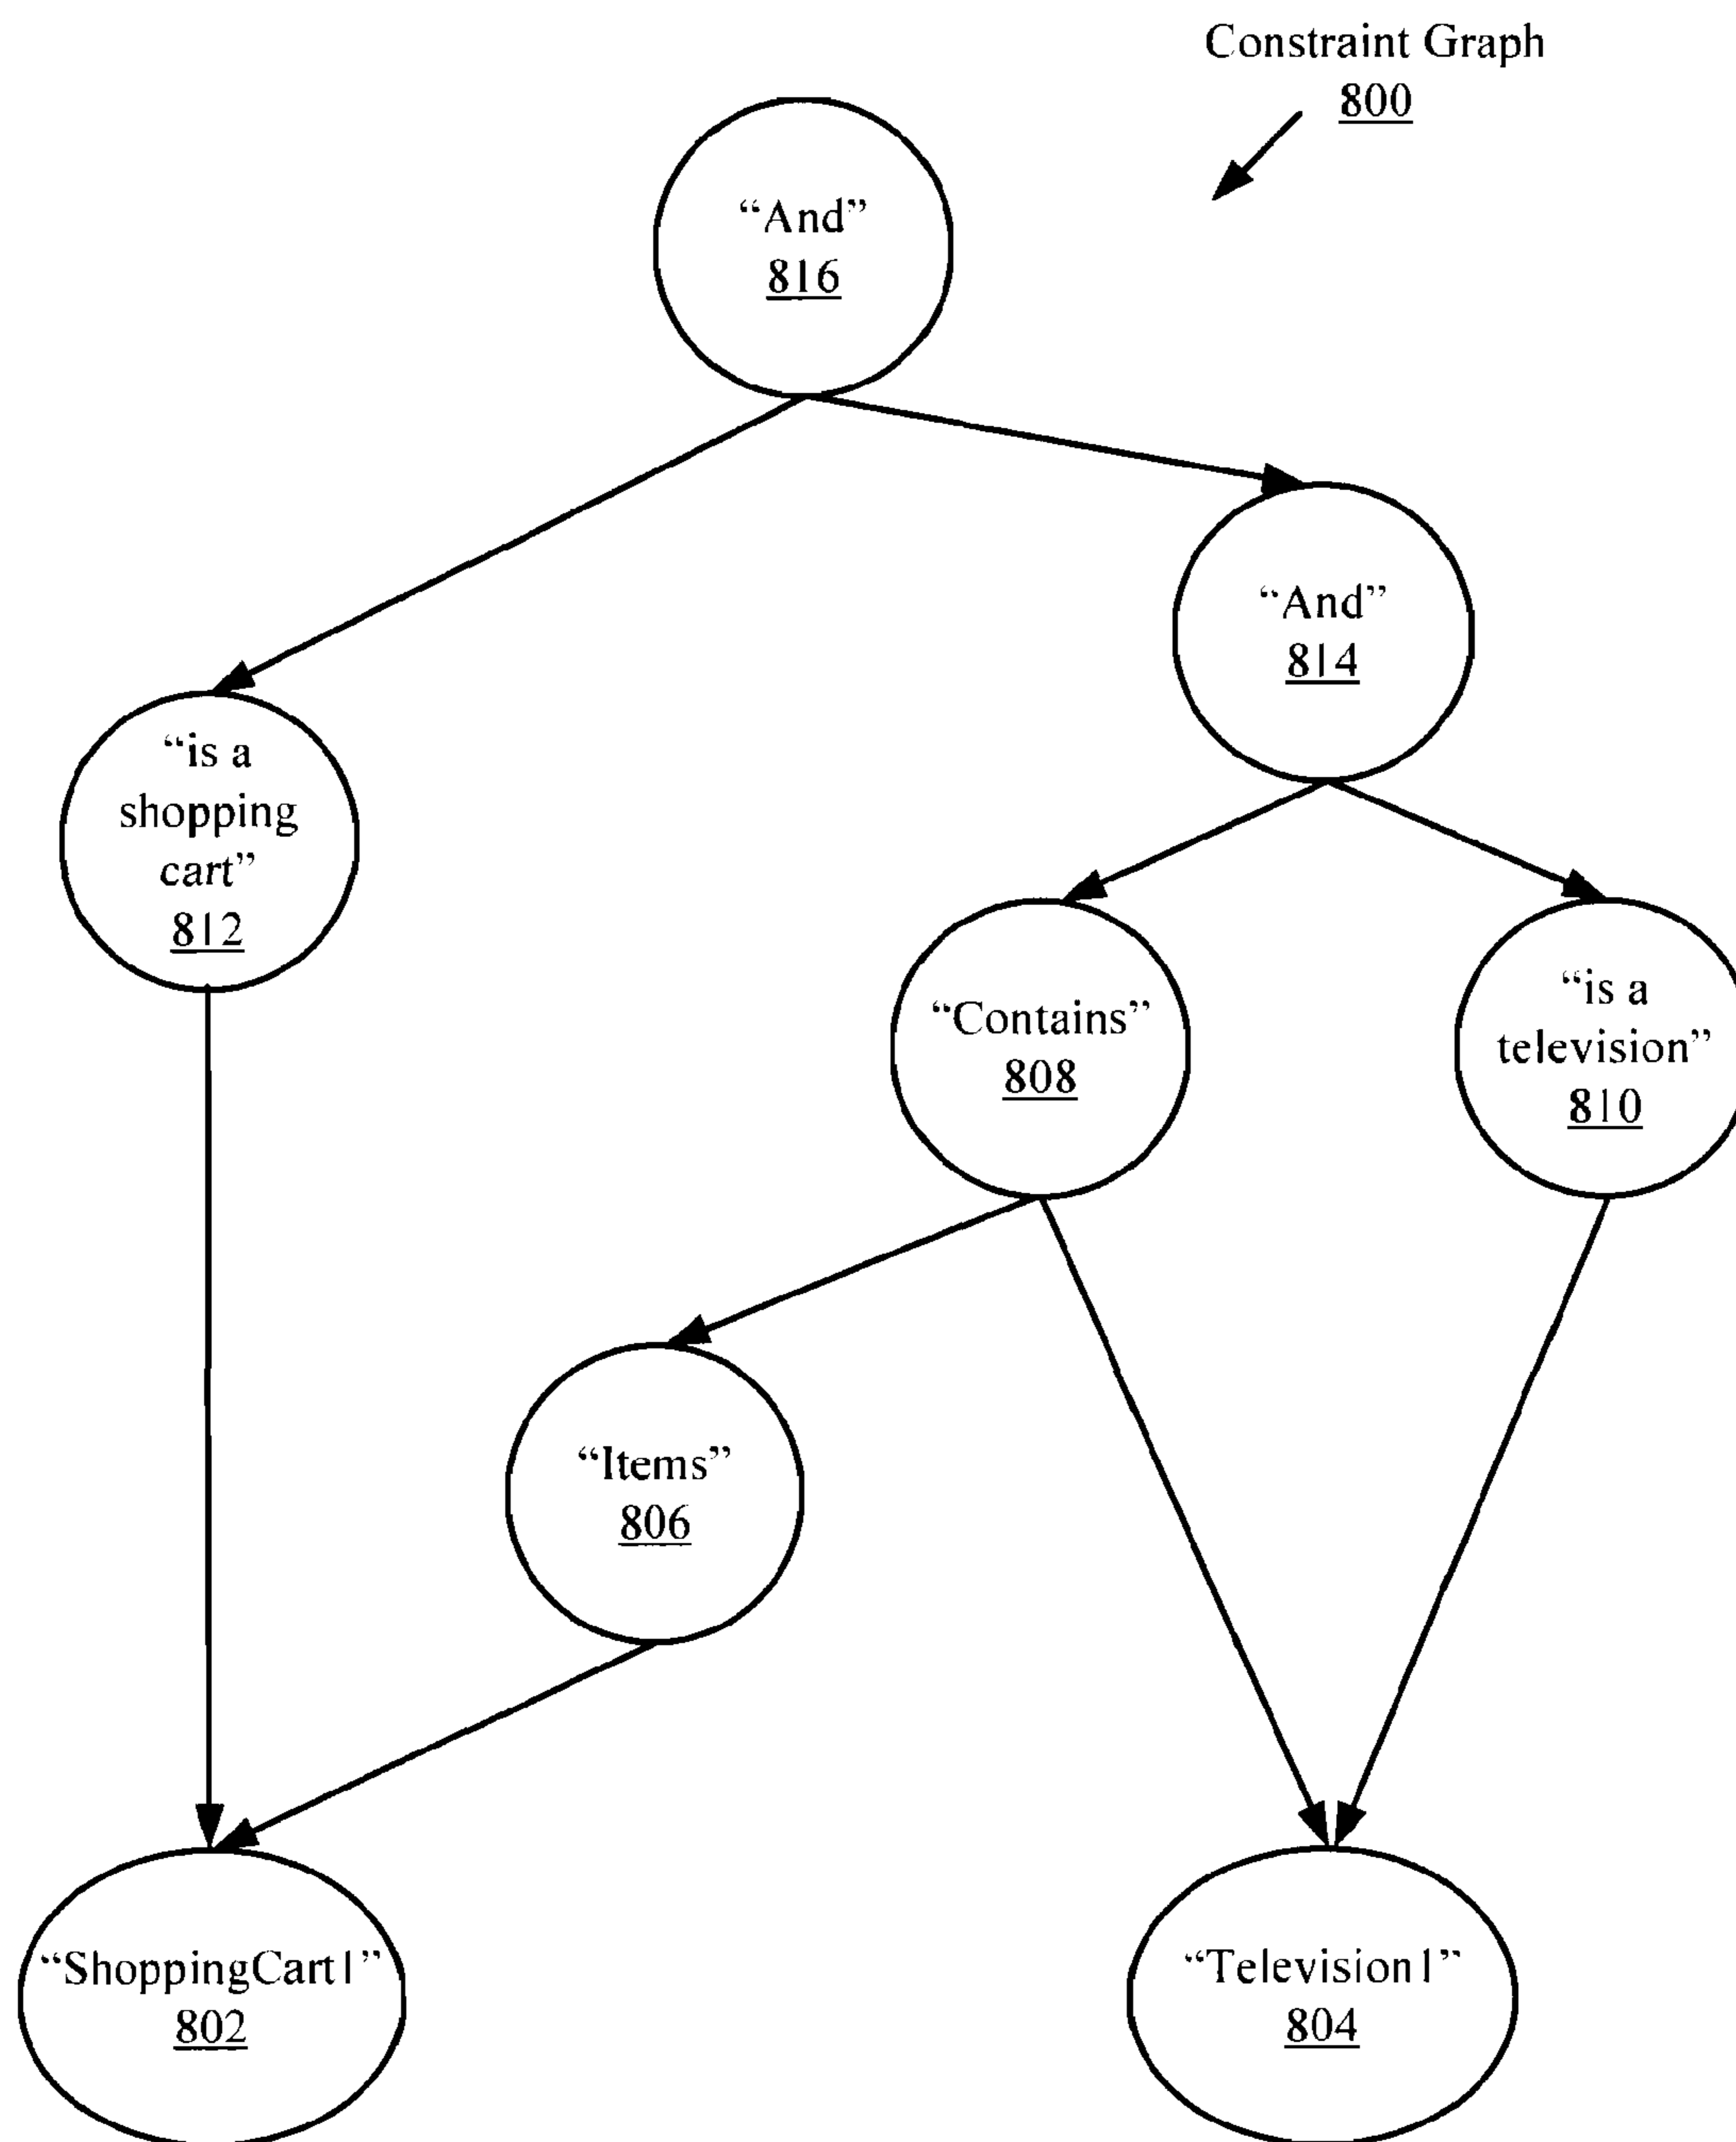 Constraint Graph
800
“And”
816
“And”
814
“is a
shopping
cart”
812
“Contains”
808
“is a
television”
810
“Items”
806
“ShoppingCart1”
802
“Television1”
804